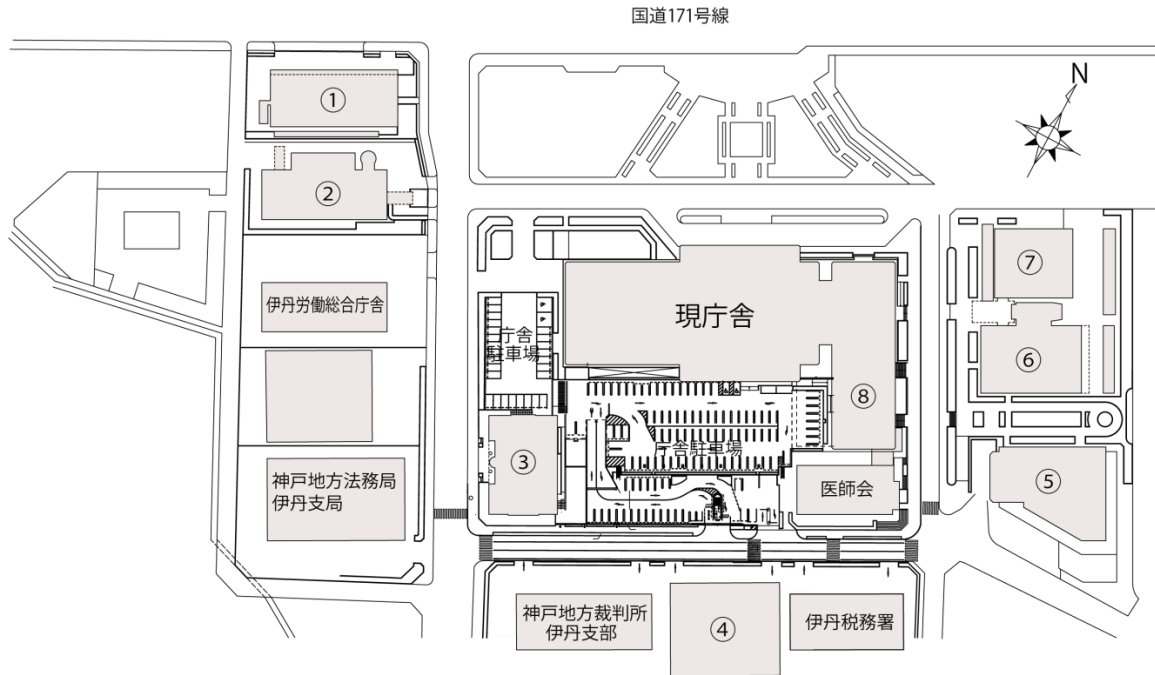 国道171号線
N
①
②
伊丹労働総合庁舎
神戸地方法務局
伊丹支局
現庁舎
庁舎
駐車場
⑧
③
庁舎駐車場
医師会
⑦
⑥
⑤
神戸地方裁判所
伊丹支部
④
伊丹税務署